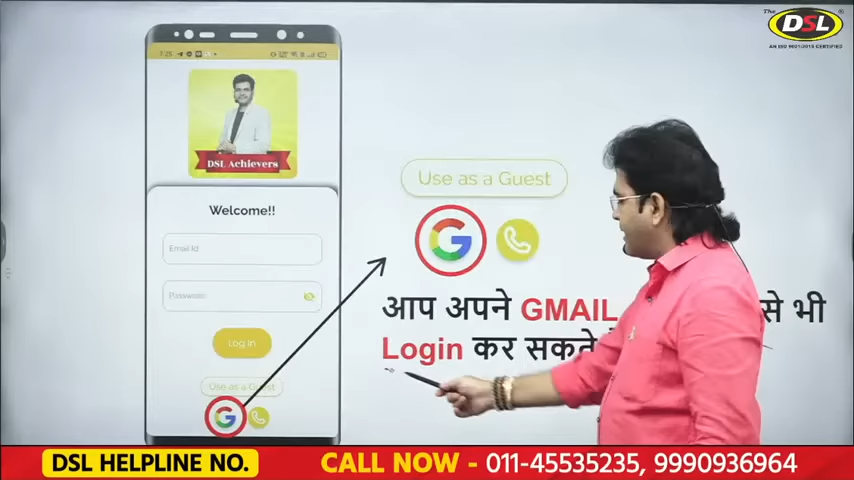 The DSL ®
AN ISO 9001:2015 CERTIFIED
7:25
DSL Achievers
Welcome!!
Email Id
Password
Log in
Use as a Guest
Use as a Guest
आप अपने GMAIL से भी
Login कर सकते
DSL HELPLINE NO.
CALL NOW - 011-45535235, 9990936964